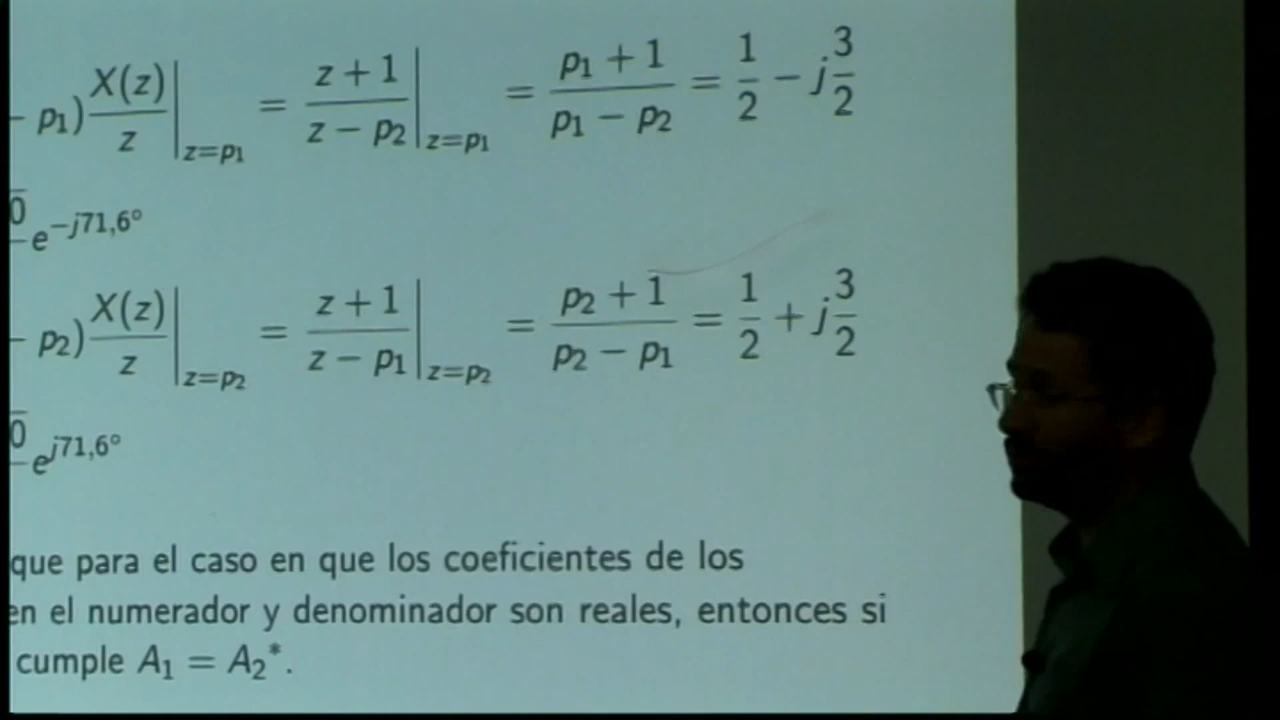 - p₁) X(z)/z |z=p₁ = z + 1 / z − p₂ |z=p₁ = p₁ + 1 / p₁ − p₂ = 1/2 − j 3/2
0 e^−j71,6°
- p₂) X(z)/z |z=p₂ = z + 1 / z − p₁ |z=p₂ = p₂ + 1 / p₂ − p₁ = 1/2 + j 3/2
0 e^j71,6°
que para el caso en que los coeficientes de los
en el numerador y denominador son reales, entonces si
cumple A₁ = A₂*.